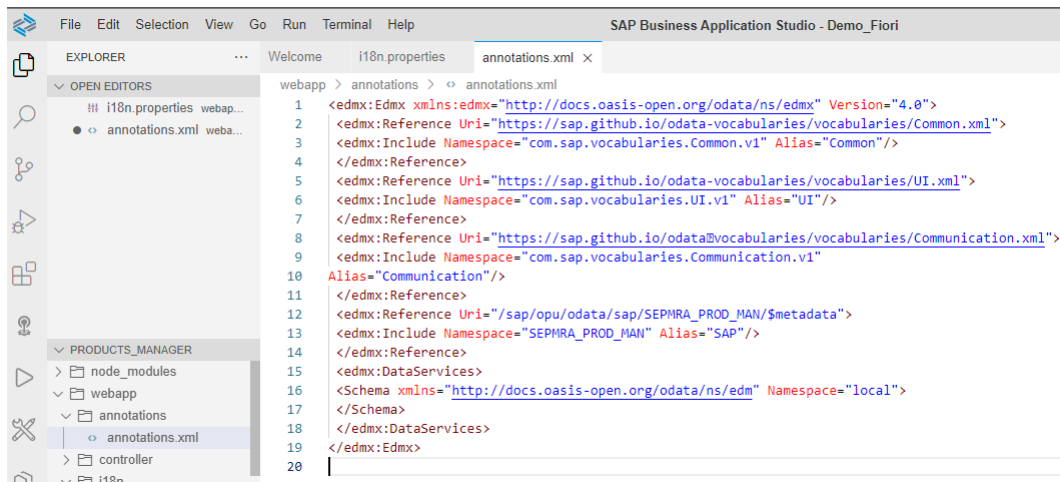 File Edit Selection View Go Run Terminal Help SAP Business Application Studio - Demo_Fiori
EXPLORER ...
OPEN EDITORS
i18n.properties webap...
annotations.xml weba...
PRODUCTS_MANAGER
node_modules
webapp
annotations
annotations.xml
controller
i18n
Welcome i18n.properties annotations.xml ×
webapp > annotations > annotations.xml
1 <edmx:Edmx xmlns:edmx="http://docs.oasis-open.org/odata/ns/edmx" Version="4.0">
2 <edmx:Reference Uri="https://sap.github.io/odata-vocabularies/vocabularies/Common.xml">
3 <edmx:Include Namespace="com.sap.vocabularies.Common.v1" Alias="Common"/>
4 </edmx:Reference>
5 <edmx:Reference Uri="https://sap.github.io/odata-vocabularies/vocabularies/UI.xml">
6 <edmx:Include Namespace="com.sap.vocabularies.UI.v1" Alias="UI"/>
7 </edmx:Reference>
8 <edmx:Reference Uri="https://sap.github.io/odata�vocabularies/vocabularies/Communication.xml">
9 <edmx:Include Namespace="com.sap.vocabularies.Communication.v1"
10 Alias="Communication"/>
11 </edmx:Reference>
12 <edmx:Reference Uri="/sap/opu/odata/sap/SEPMRA_PROD_MAN/$metadata">
13 <edmx:Include Namespace="SEPMRA_PROD_MAN" Alias="SAP"/>
14 </edmx:Reference>
15 <edmx:DataServices>
16 <Schema xmlns="http://docs.oasis-open.org/odata/ns/edm" Namespace="local">
17 </Schema>
18 </edmx:DataServices>
19 </edmx:Edmx>
20